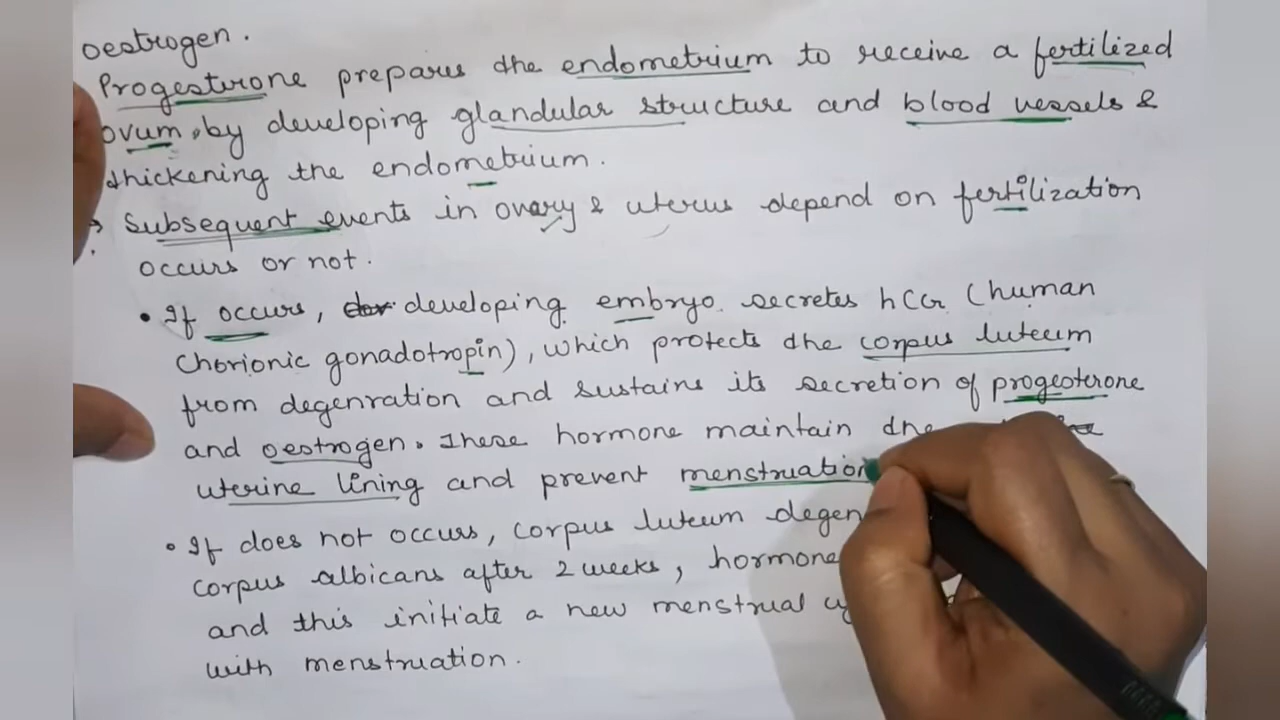 oestrogen.
Progesterone prepares the endometrium to receive a fertilized
ovum, by developing glandular structure and blood vessels &
thickening the endometrium.
→ Subsequent events in ovary & uterus depend on fertilization
occurs or not.
• If occurs, developing embryo secretes hCG (human
Chorionic gonadotropin), which protects the corpus luteum
from degenration and sustains its secretion of progesterone
and oestrogen. These hormone maintain the
uterine lining and prevent menstruation
• If does not occurs, corpus luteum degen
corpus albicans after 2 weeks, hormone
and this initiate a new menstrual cy
with menstruation.